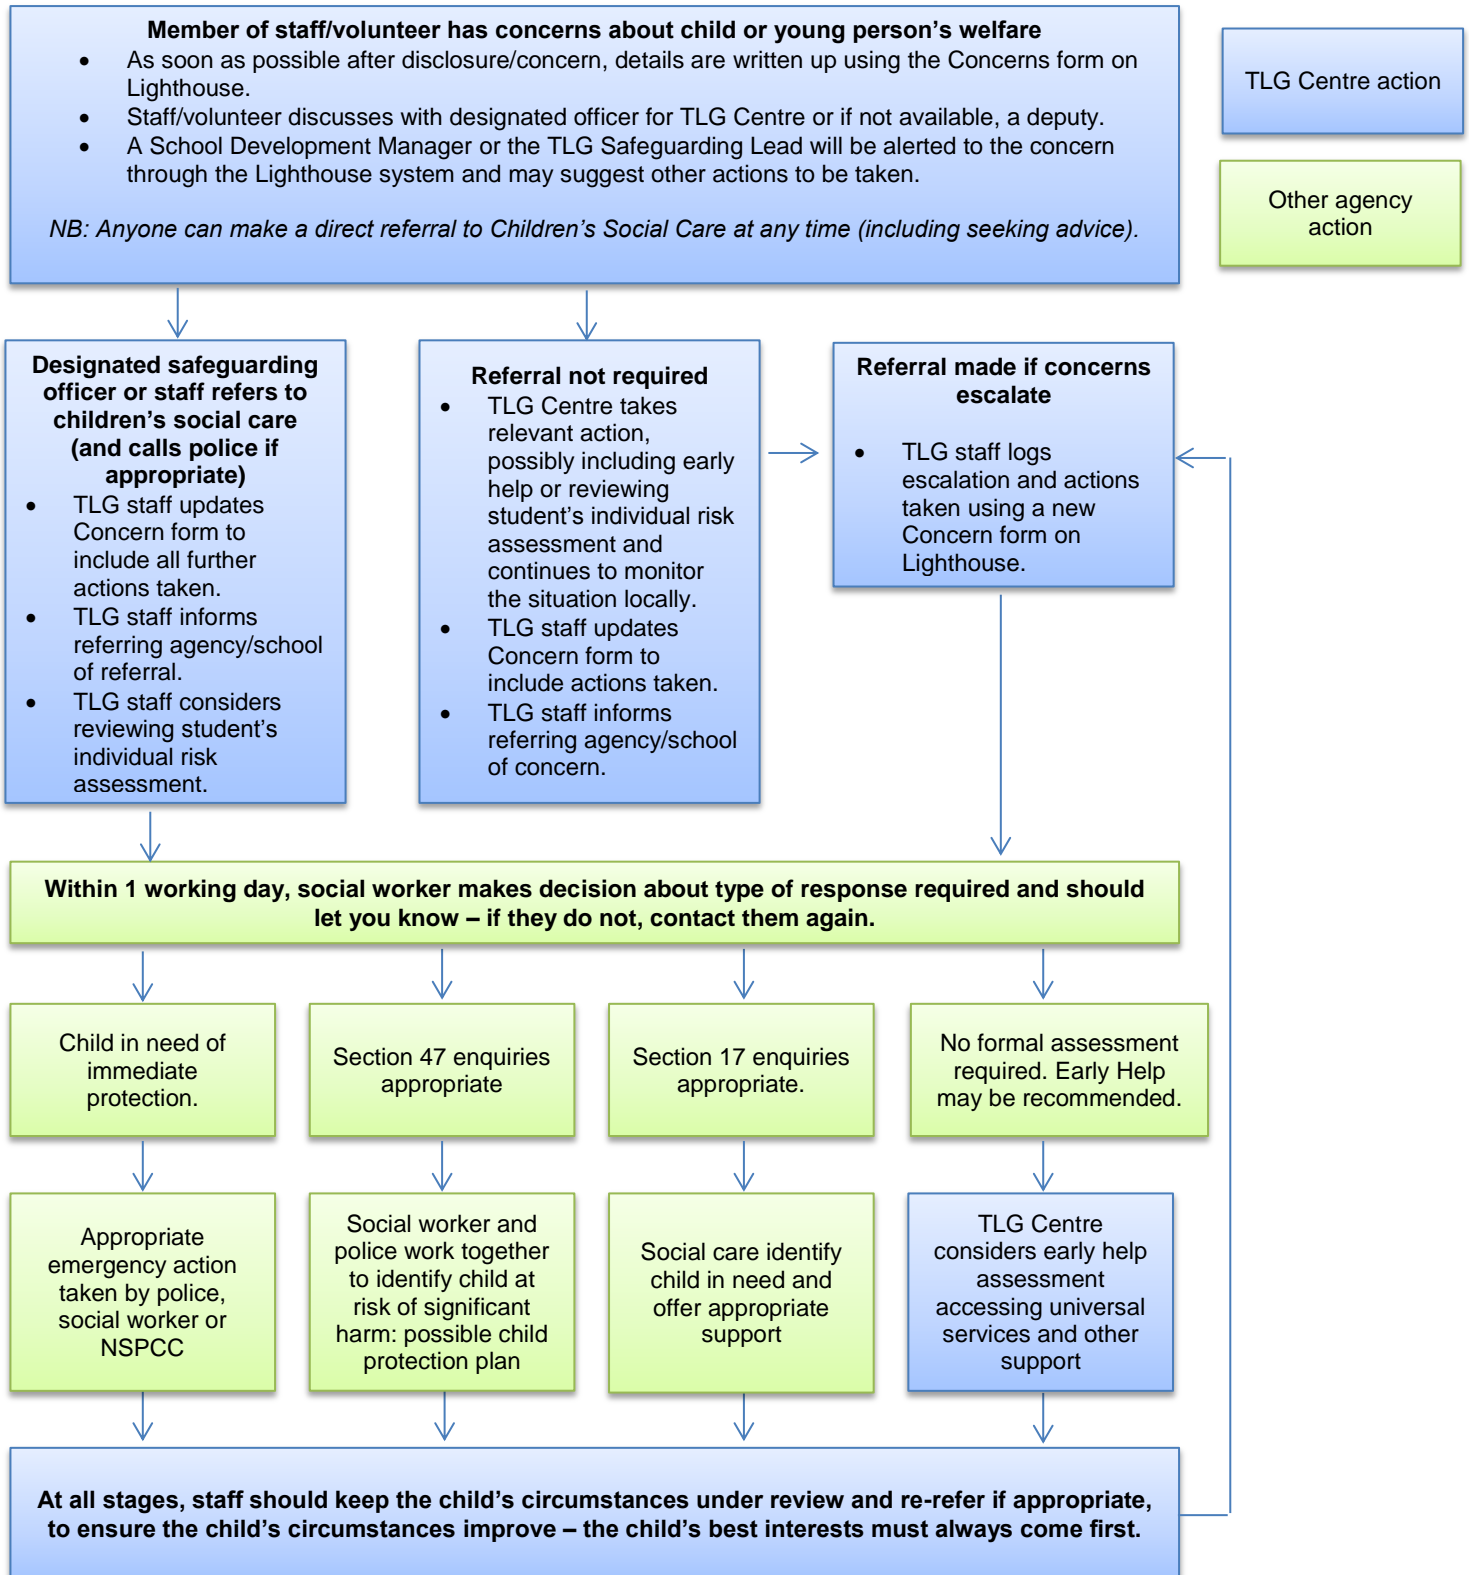 Member of staff/volunteer has concerns about child or young person’s welfare
• As soon as possible after disclosure/concern, details are written up using the Concerns form on
Lighthouse.
• Staff/volunteer discusses with designated officer for TLG Centre or if not available, a deputy.
• A School Development Manager or the TLG Safeguarding Lead will be alerted to the concern
through the Lighthouse system and may suggest other actions to be taken.
NB: Anyone can make a direct referral to Children’s Social Care at any time (including seeking advice).
TLG Centre action
Other agency
action
Designated safeguarding
officer or staff refers to
children’s social care
(and calls police if
appropriate)
• TLG staff updates
Concern form to
include all further
actions taken.
• TLG staff informs
referring agency/school
of referral.
• TLG staff considers
reviewing student’s
individual risk
assessment.
Referral not required
• TLG Centre takes
relevant action,
possibly including early
help or reviewing
student’s individual risk
assessment and
continues to monitor
the situation locally.
• TLG staff updates
Concern form to
include actions taken.
• TLG staff informs
referring agency/school
of concern.
Referral made if concerns
escalate
• TLG staff logs
escalation and actions
taken using a new
Concern form on
Lighthouse.
Within 1 working day, social worker makes decision about type of response required and should
let you know – if they do not, contact them again.
Child in need of
immediate
protection.
Section 47 enquiries
appropriate
Section 17 enquiries
appropriate.
No formal assessment
required. Early Help
may be recommended.
Appropriate
emergency action
taken by police,
social worker or
NSPCC
Social worker and
police work together
to identify child at
risk of significant
harm: possible child
protection plan
Social care identify
child in need and
offer appropriate
support
TLG Centre
considers early help
assessment
accessing universal
services and other
support
At all stages, staff should keep the child’s circumstances under review and re-refer if appropriate,
to ensure the child’s circumstances improve – the child’s best interests must always come first.